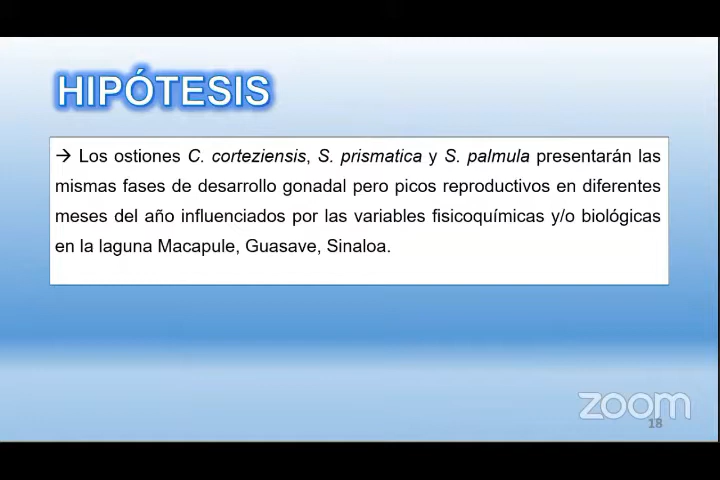 HIPÓTESIS
→ Los ostiones C. corteziensis, S. prismatica y S. palmula presentarán las
mismas fases de desarrollo gonadal pero picos reproductivos en diferentes
meses del año influenciados por las variables fisicoquímicas y/o biológicas
en la laguna Macapule, Guasave, Sinaloa.
zoom
18